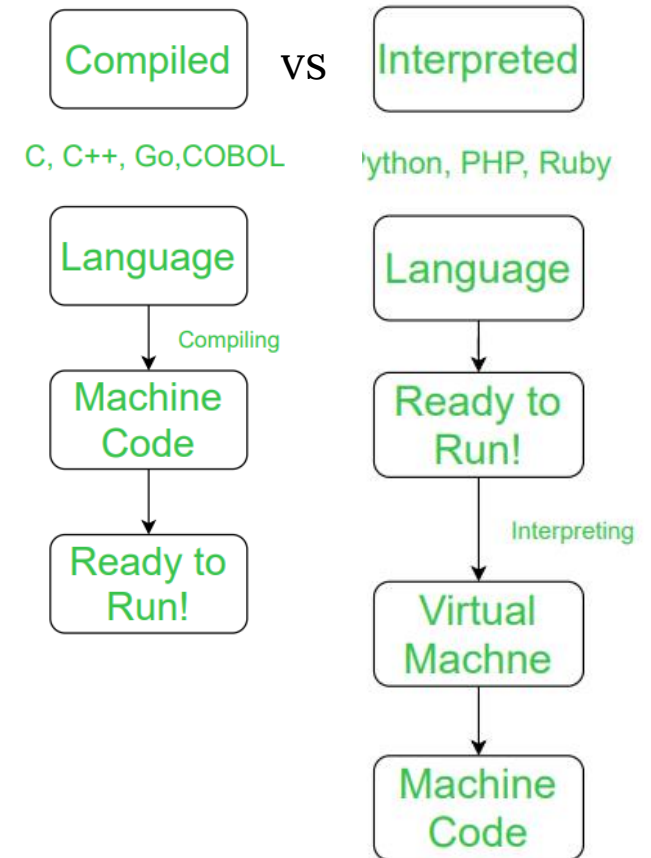 Compiled vs Interpreted
C, C++, Go,COBOL
ython, PHP, Ruby
Language
Compiling
Machine
Code
Ready to
Run!
Language
Ready to
Run!
Interpreting
Virtual
Machne
Machine
Code